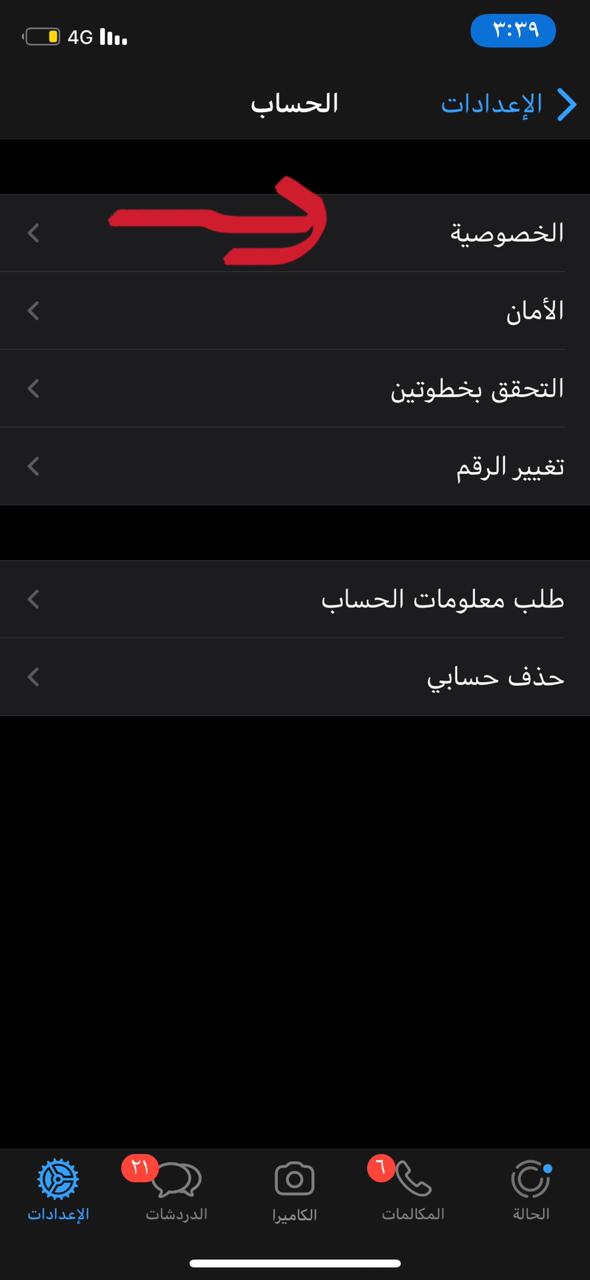 ٣:٣٩
4G
الإعدادات
الحساب
الخصوصية
الأمان
التحقق بخطوتين
تغيير الرقم
طلب معلومات الحساب
حذف حسابي
٦
٢١
الحالة
المكالمات
الكاميرا
الدردشات
الإعدادات